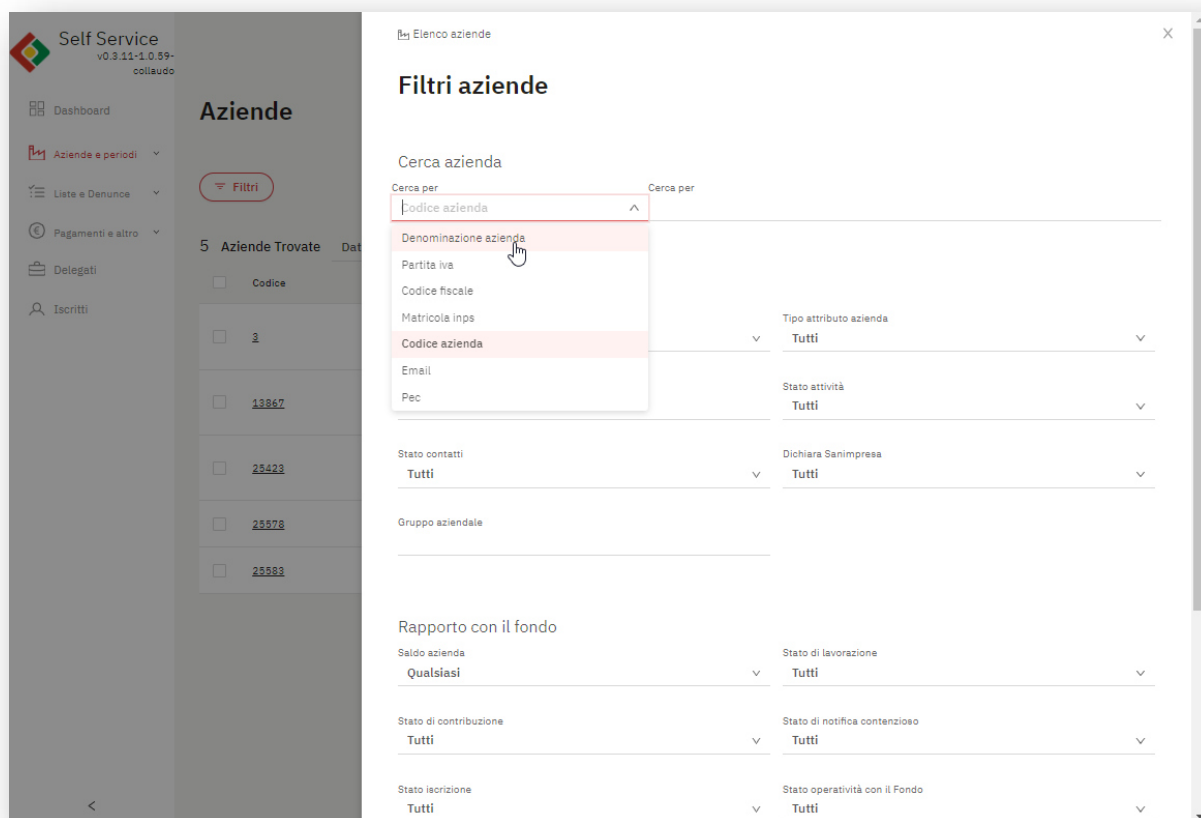 Self Service
v0.3.11-1.0.59-
collaudo
Dashboard
Aziende e periodi
Liste e Denunce
Pagamenti e altro
Delegati
Iscritti
Aziende
Filtri
5 Aziende Trovate Dat
Codice
3
13867
25423
25578
25583
Elenco aziende
Filtri aziende
Cerca azienda
Cerca per Cerca per
Codice azienda
Denominazione azienda
Partita iva
Codice fiscale
Matricola inps
Codice azienda
Email
Pec
Tipo attributo azienda
Tutti
Stato attività
Tutti
Stato contatti Dichiara Sanimpresa
Tutti Tutti
Gruppo aziendale
Rapporto con il fondo
Saldo azienda Stato di lavorazione
Qualsiasi Tutti
Stato di contribuzione Stato di notifica contenzioso
Tutti Tutti
Stato iscrizione Stato operatività con il Fondo
Tutti Tutti